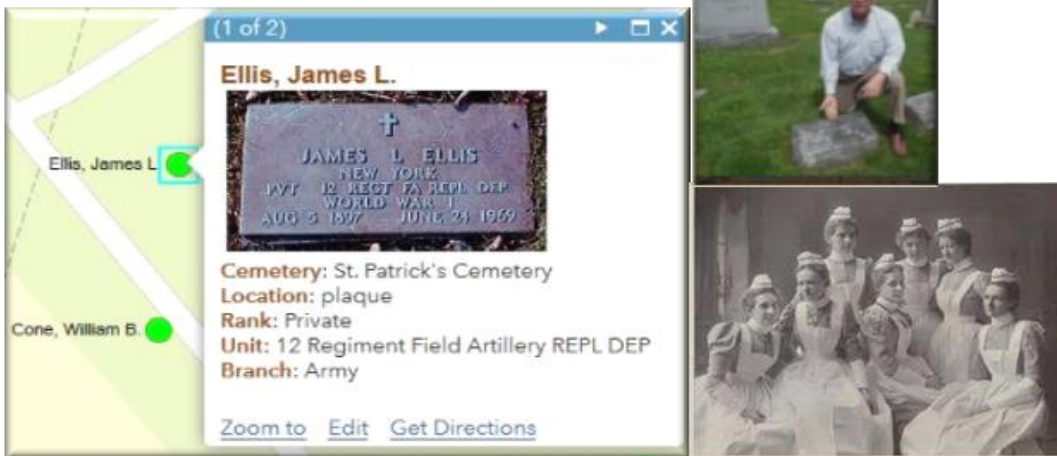 (1 of 2)
Ellis, James L.
JAMES L ELLIS
NEW YORK
PVT 12 REGT FA REPL DEP
WORLD WAR I
AUG 5 1897 JUNE 24 1969
Cemetery: St. Patrick's Cemetery
Location: plaque
Rank: Private
Unit: 12 Regiment Field Artillery REPL DEP
Branch: Army
Zoom to Edit Get Directions
Ellis, James L
Cone, William B.